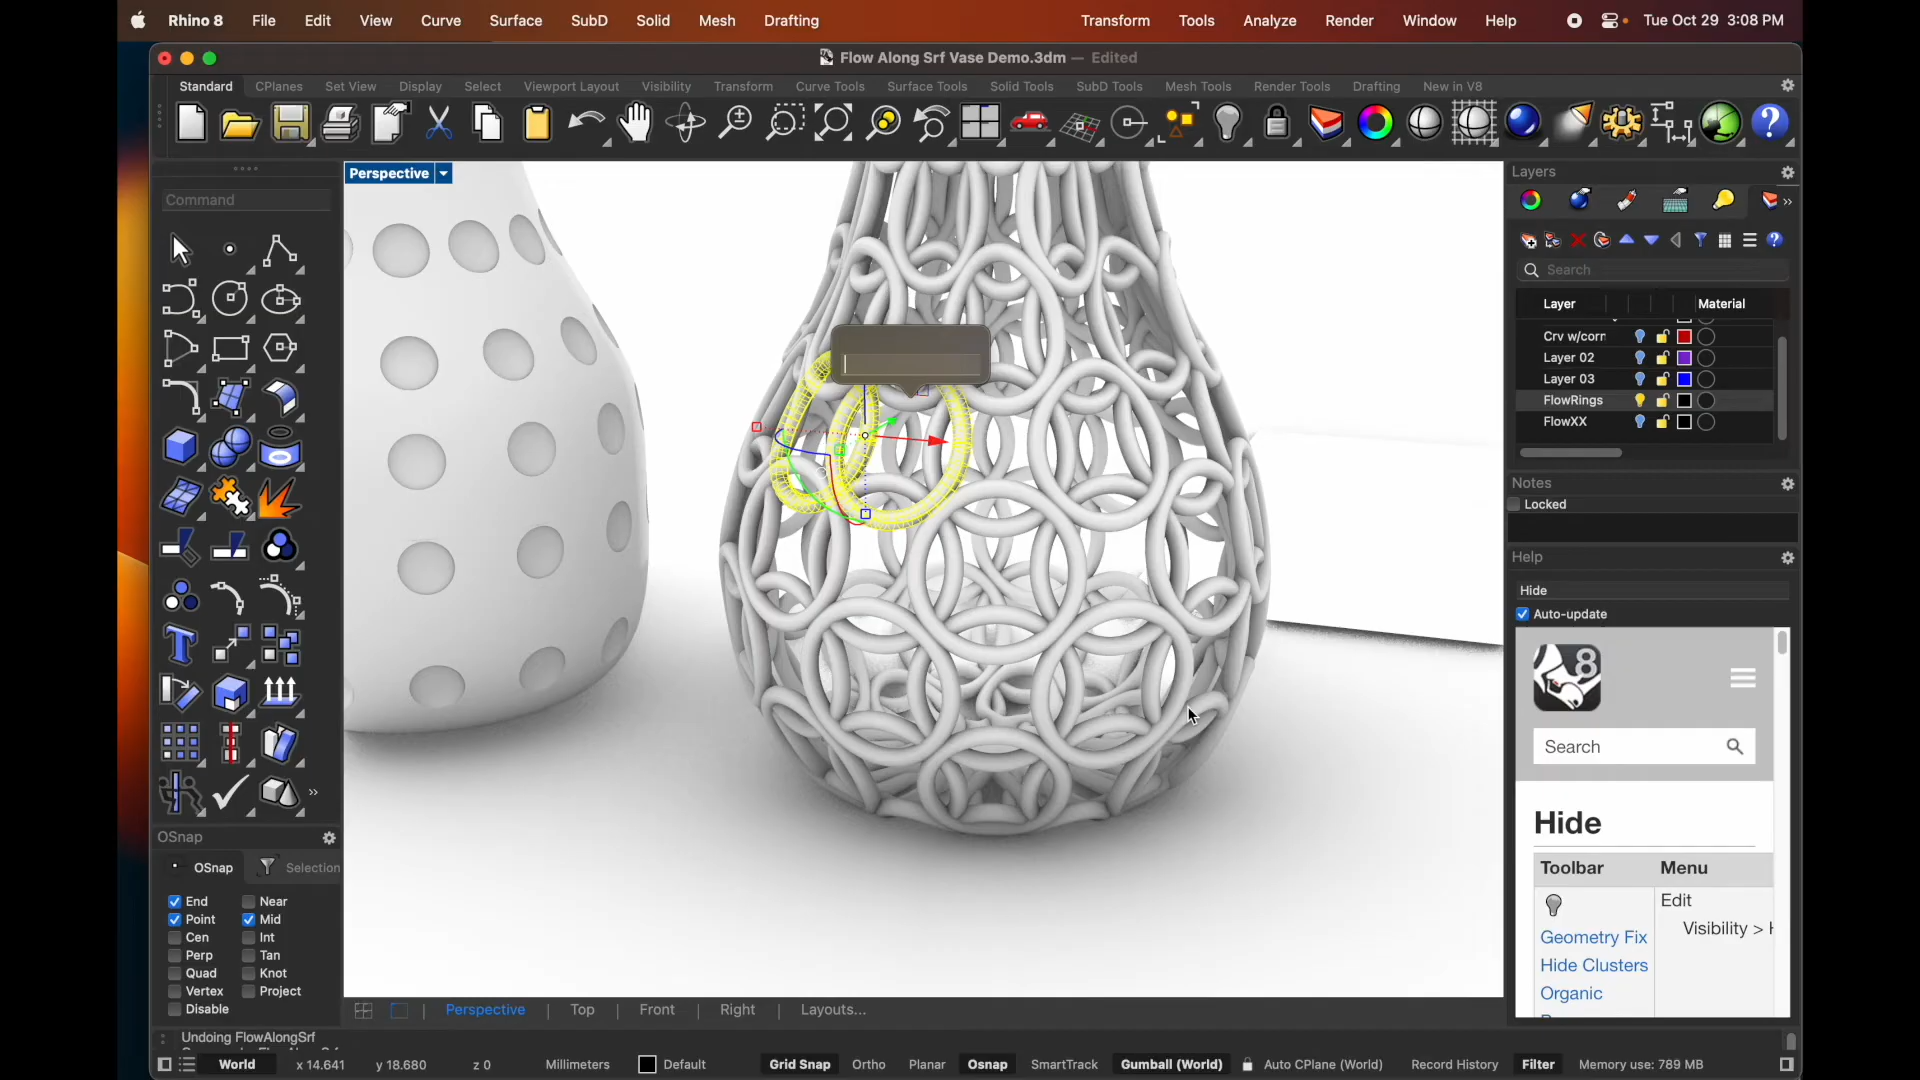 Rhino 8 File Edit View Curve Surface SubD Solid Mesh Drafting Transform Tools Analyze Render Window Help Tue Oct 29 3:08 PM
Flow Along Srf Vase Demo.3dm — Edited
Standard CPlanes Set View Display Select Viewport Layout Visibility Transform Curve Tools Surface Tools Solid Tools SubD Tools Mesh Tools Render Tools Drafting New in V8
Perspective
Command
Layers
Search
Layer Material
Crv w/corn
Layer 02
Layer 03
FlowRings
FlowXX
Notes
Locked
Help
Hide
Auto-update
8
Search
Hide
Toolbar Menu
Edit
Visibility > H
Geometry Fix
Hide Clusters
Organic
OSnap
OSnap Selection
End Near
Point Mid
Cen Int
Perp Tan
Quad Knot
Vertex Project
Disable
Perspective Top Front Right Layouts...
Undoing FlowAlongSrf
World x 14.641 y 18.680 z 0 Millimeters Default Grid Snap Ortho Planar Osnap SmartTrack Gumball (World) Auto CPlane (World) Record History Filter Memory use: 789 MB